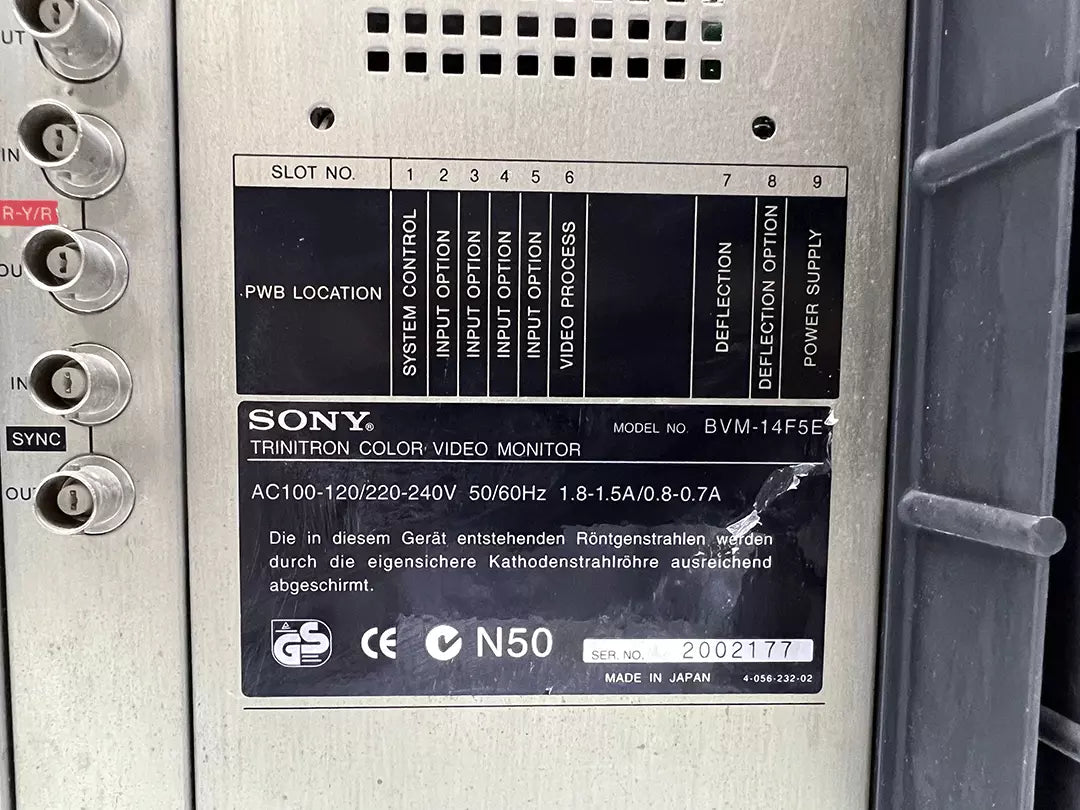 UT
IN
R-Y/R
OU
IN
SYNC
OUT
SLOT NO. 1 2 3 4 5 6 7 8 9
PWB LOCATION
SYSTEM CONTROL
INPUT OPTION
INPUT OPTION
INPUT OPTION
INPUT OPTION
VIDEO PROCESS
DEFLECTION
DEFLECTION OPTION
POWER SUPPLY
SONY®
MODEL NO. BVM-14F5E
TRINITRON COLOR VIDEO MONITOR
AC100-120/220-240V 50/60Hz 1.8-1.5A/0.8-0.7A
Die in diesem Gerät entstehenden Röntgenstrahlen werden
durch die eigensichere Kathodenstrahlröhre ausreichend
abgeschirmt.
GS CE N50
SER. NO. 2002177
MADE IN JAPAN 4-056-232-02